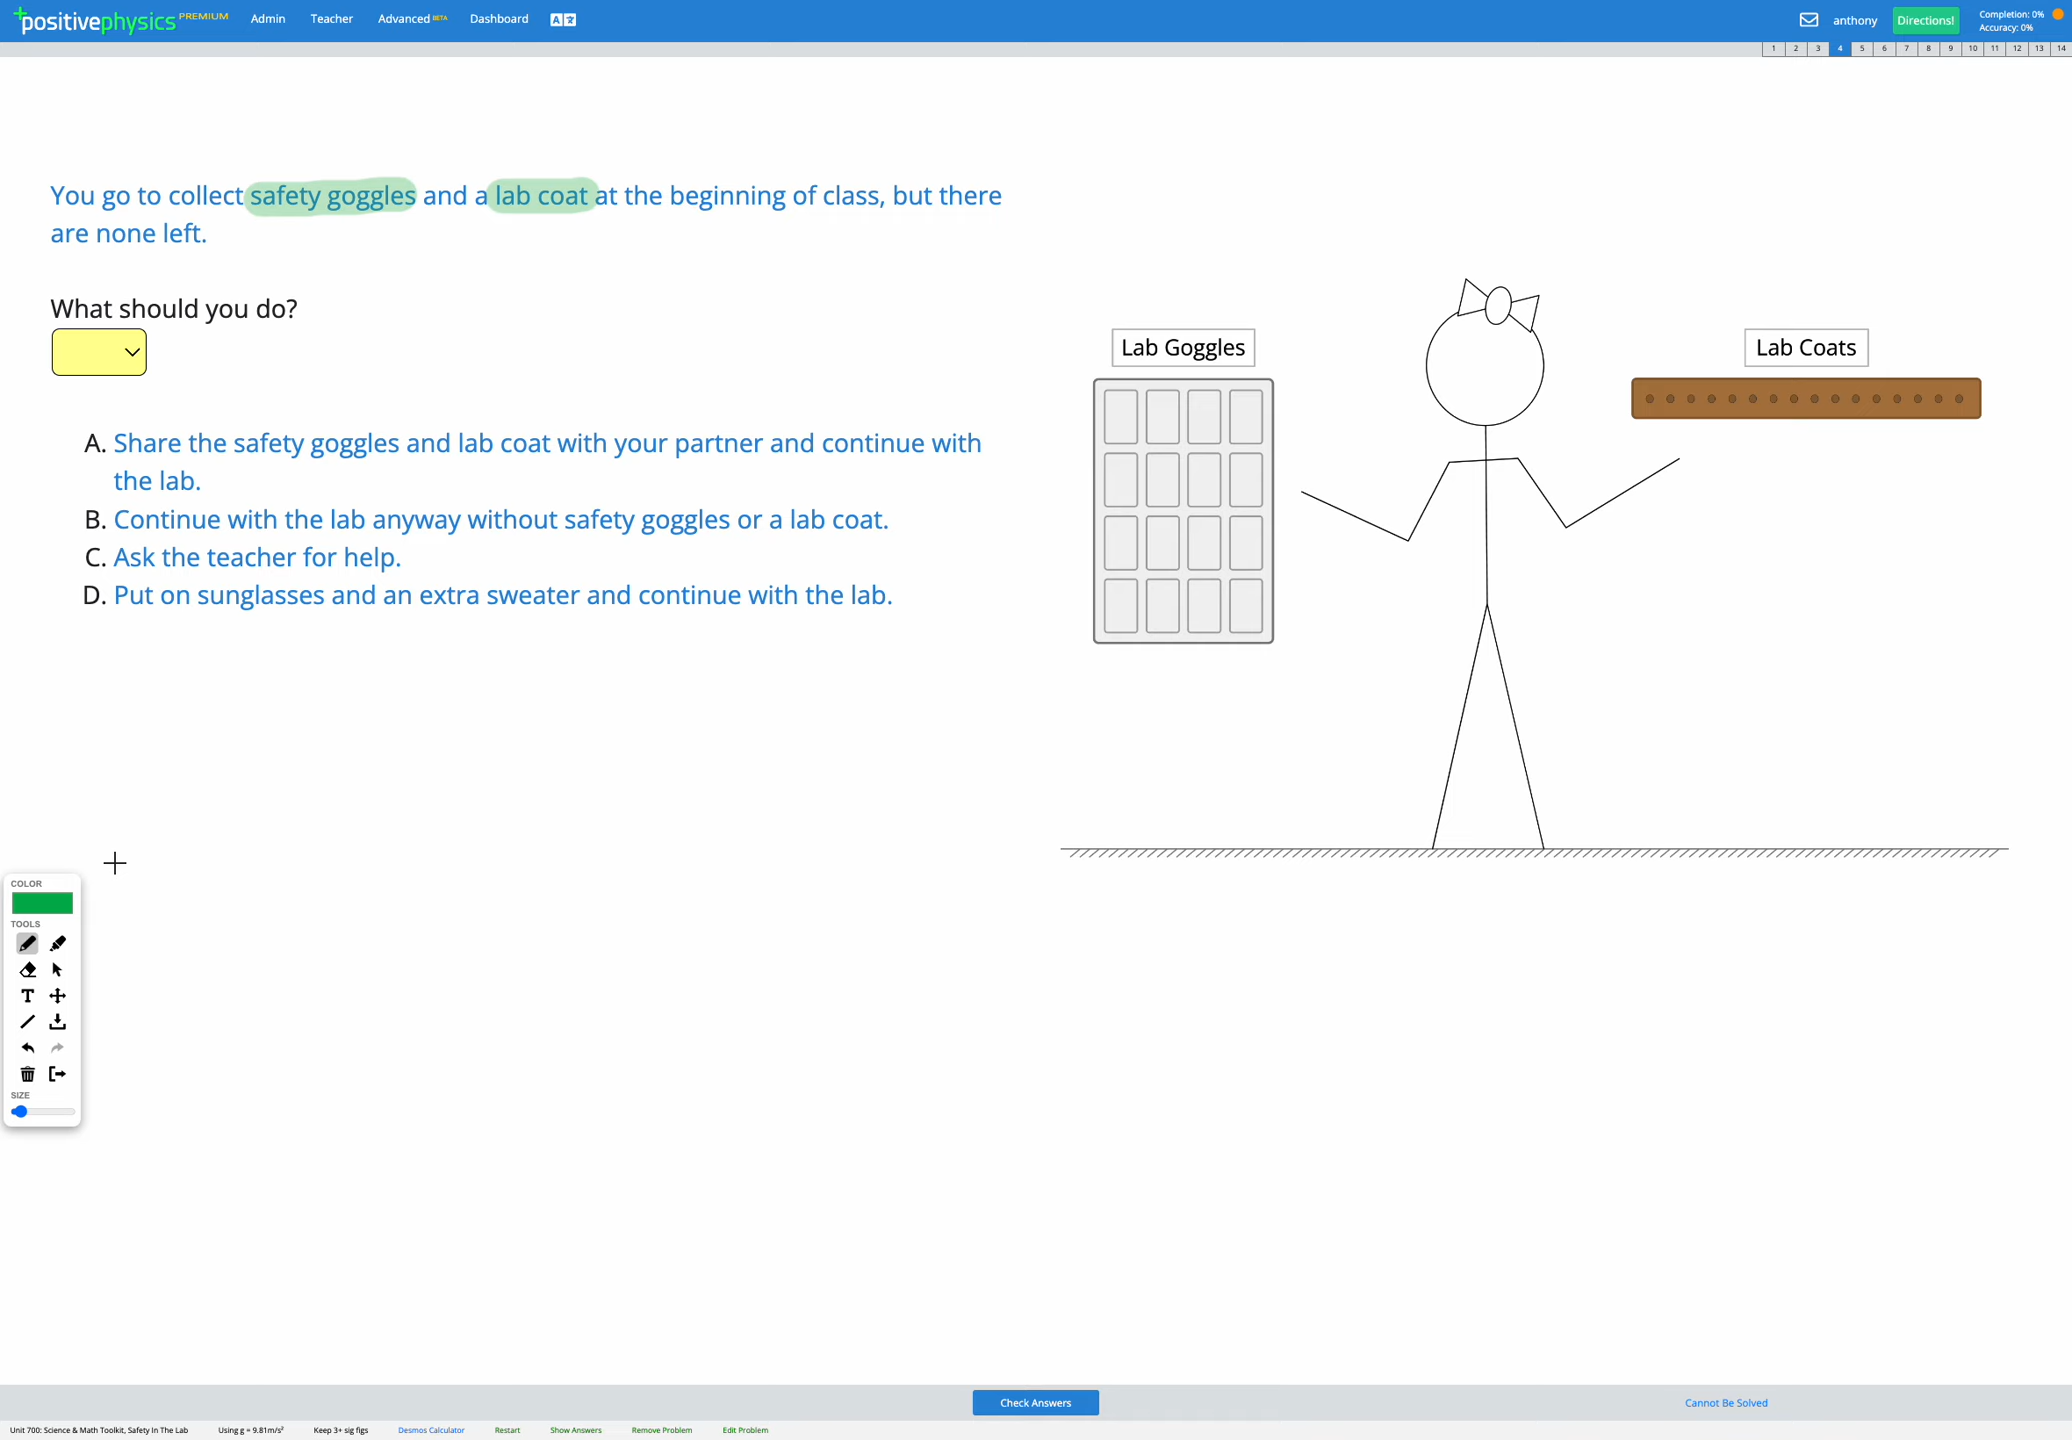 +positivephysics PREMIUM Admin Teacher Advanced BETA Dashboard A anthony Directions! Completion: 0%
Accuracy: 0%
1 2 3 4 5 6 7 8 9 10 11 12 13 14
You go to collect safety goggles and a lab coat at the beginning of class, but there
are none left.
What should you do?
A. Share the safety goggles and lab coat with your partner and continue with
the lab.
B. Continue with the lab anyway without safety goggles or a lab coat.
C. Ask the teacher for help.
D. Put on sunglasses and an extra sweater and continue with the lab.
Lab Goggles
Lab Coats
COLOR
TOOLS
T
SIZE
Check Answers
Cannot Be Solved
Unit 700: Science & Math Toolkit, Safety In The Lab Using g = 9.81m/s² Keep 3+ sig figs Desmos Calculator Restart Show Answers Remove Problem Edit Problem